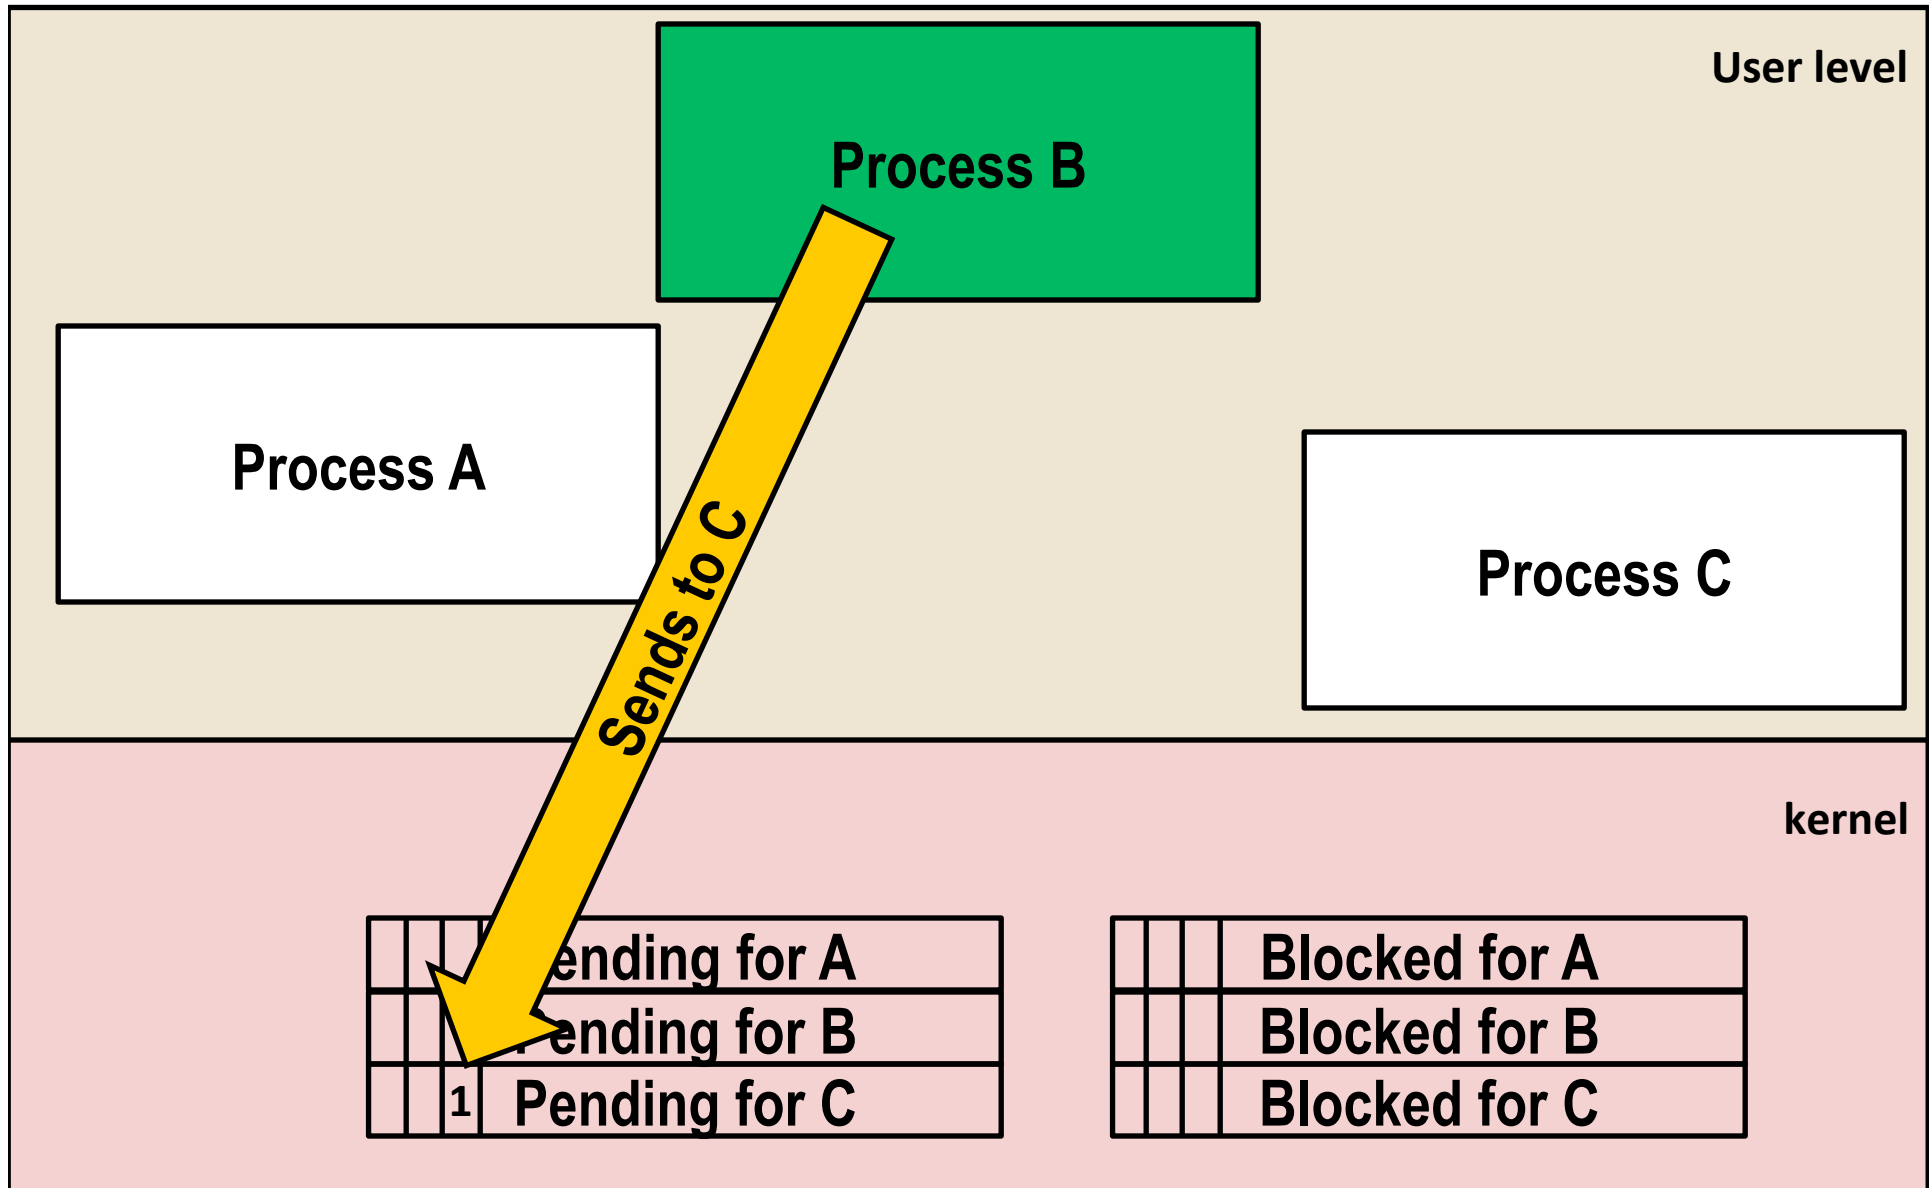 User level
Process B
Process A
Sends to C
Process C
kernel
ending for A
Blocked for A
Pending for B
Blocked for B
1 Pending for C
Blocked for C